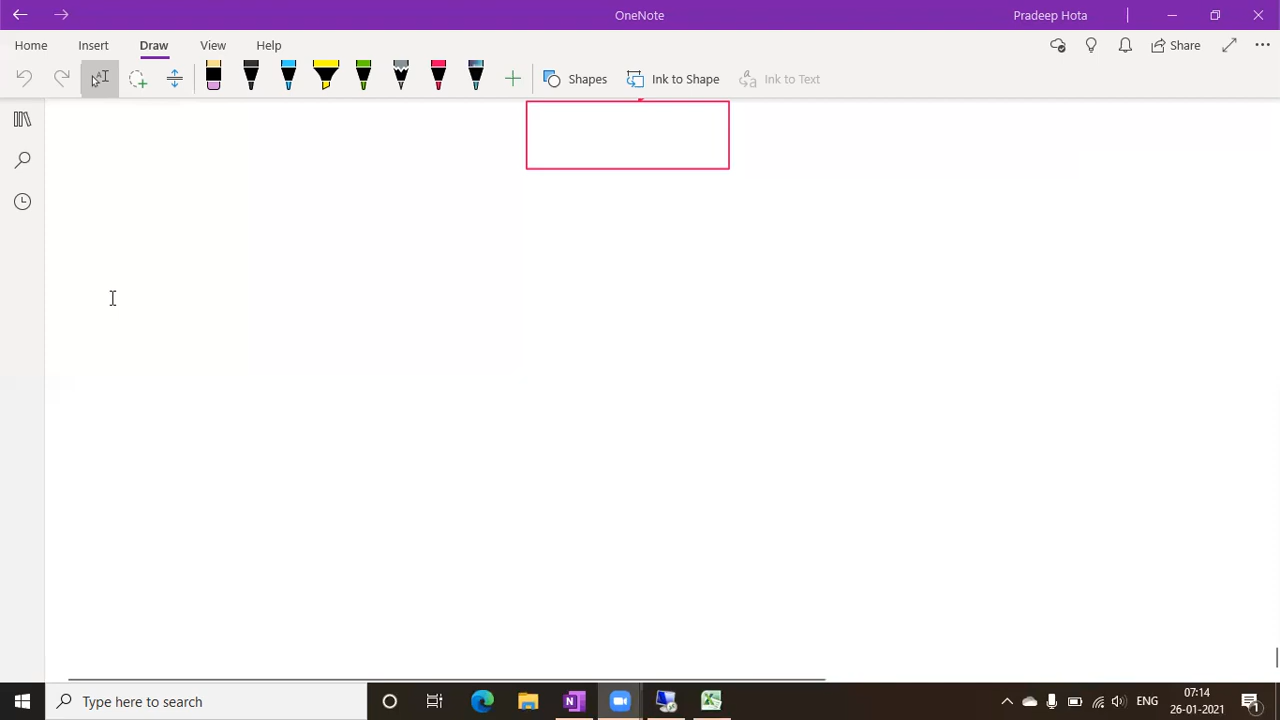 OneNote
Pradeep Hota
Home
Insert
Draw
View
Help
Share
Shapes
Ink to Shape
Ink to Text
Type here to search
ENG
07:14
26-01-2021
1